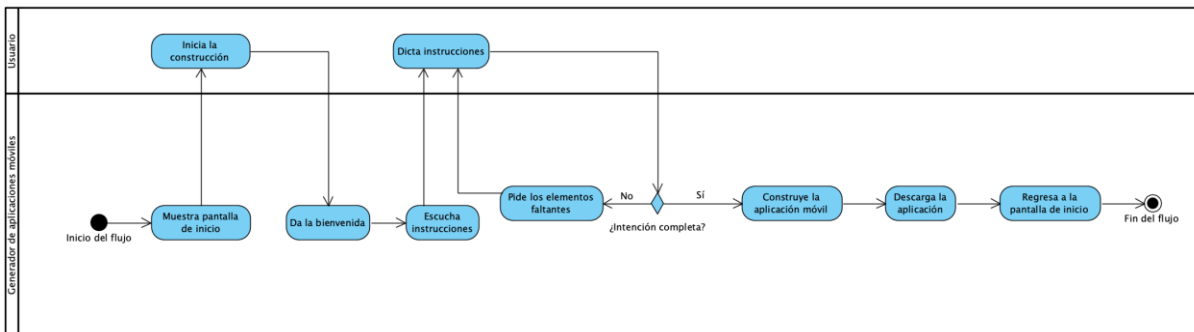 Usuario
Inicia la
construcción
Dicta instrucciones
Generador de aplicaciones móviles
Inicio del flujo
Muestra pantalla
de inicio
Da la bienvenida
Escucha
instrucciones
Pide los elementos
faltantes
No
¿Intención completa?
Sí
Construye la
aplicación móvil
Descarga la
aplicación
Regresa a la
pantalla de inicio
Fin del flujo